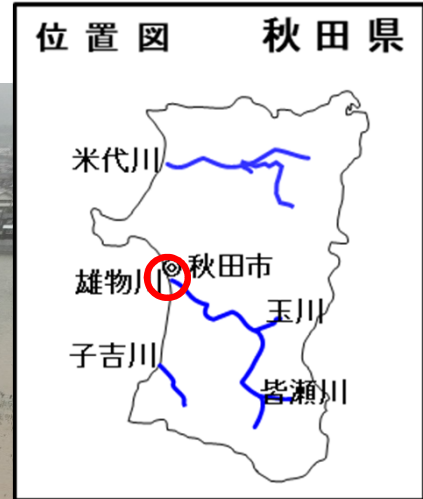 位置図 秋田県
米代川
秋田市
雄物川
玉川
子吉川
皆瀬川